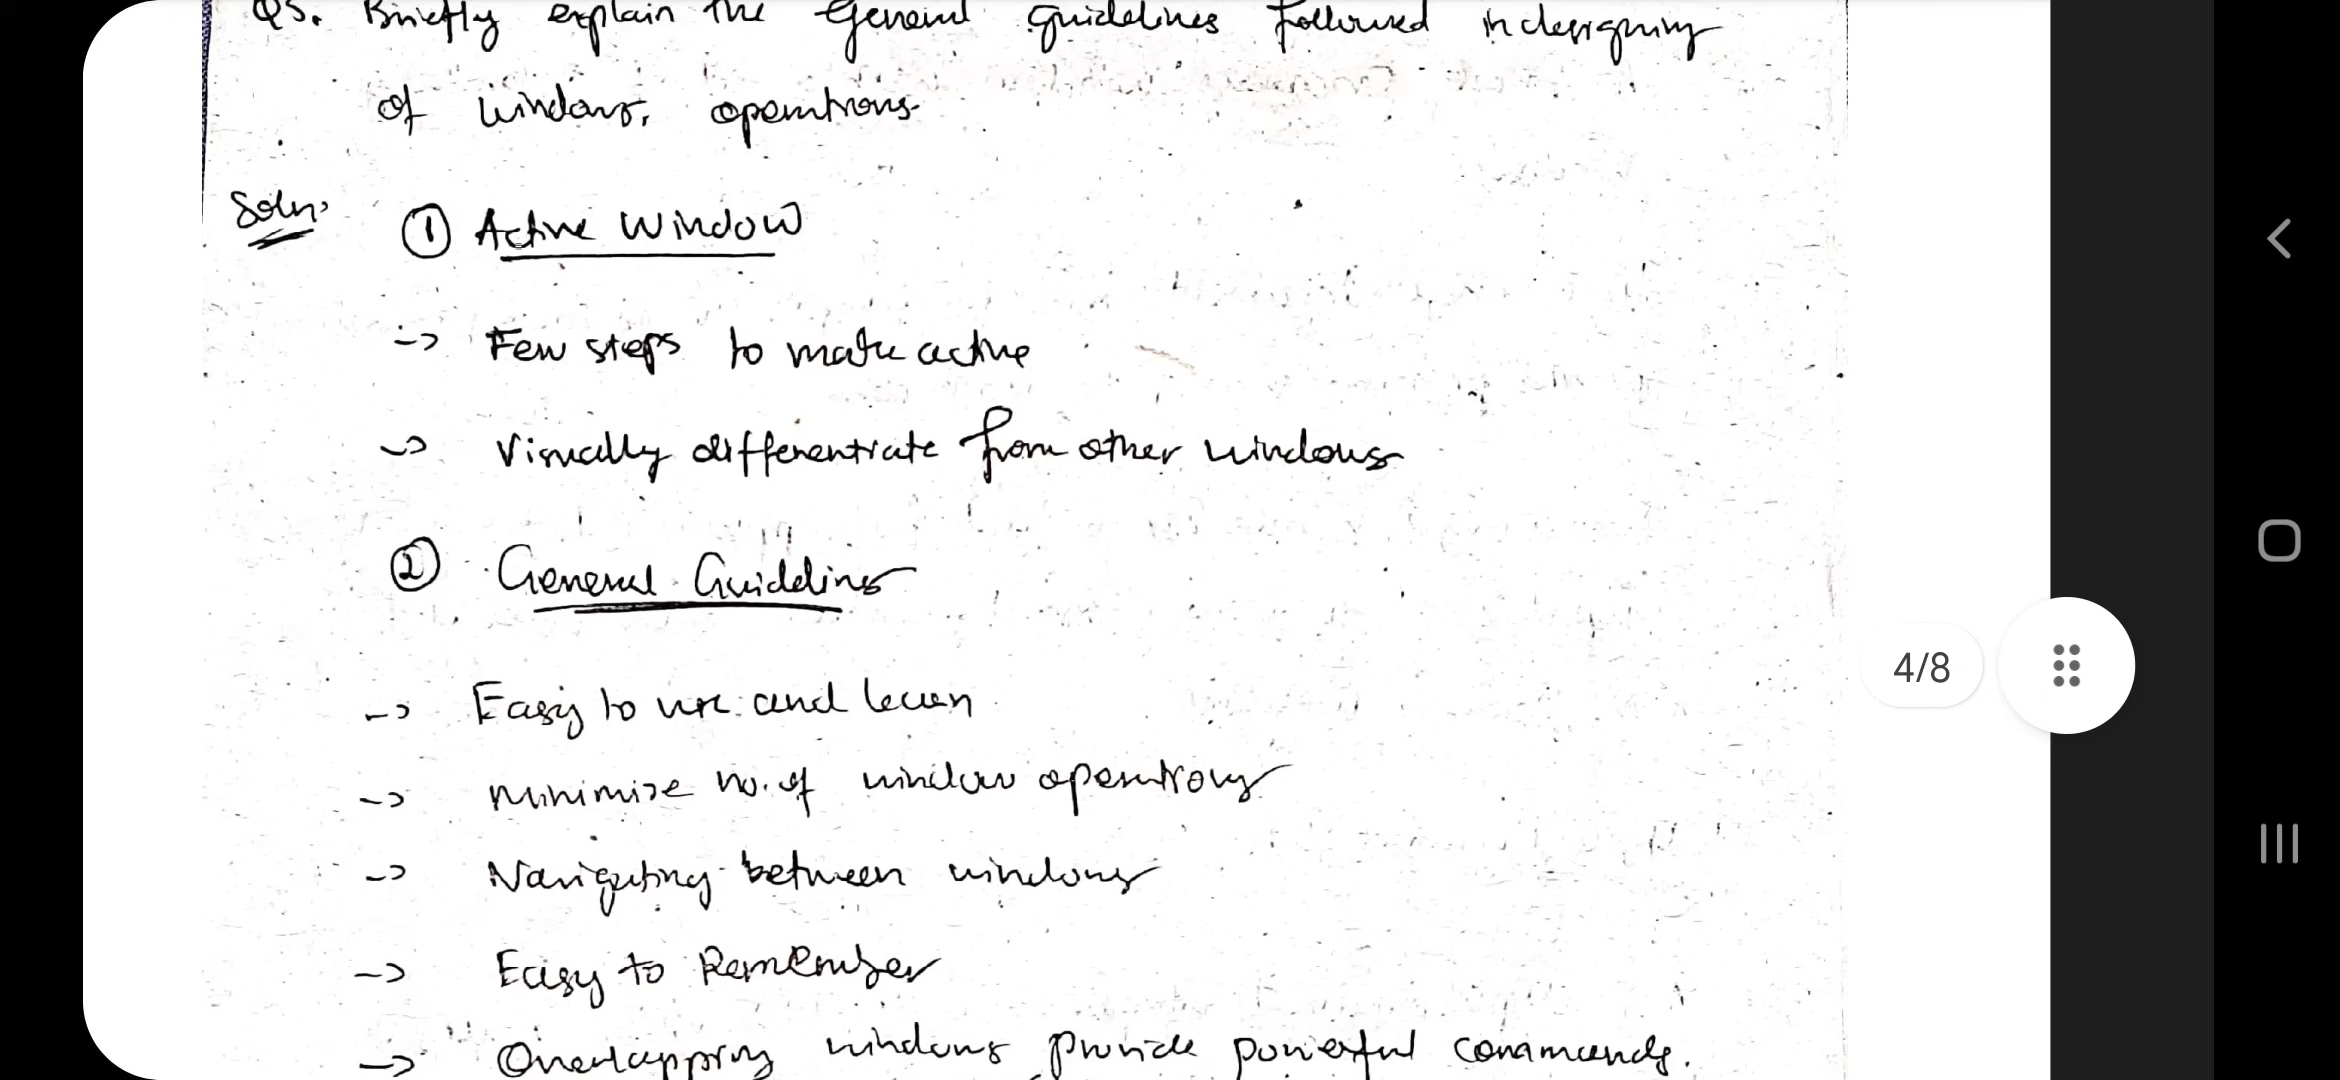 Q5. Briefly explain the General guidelines followed in designing
of windows, operations.
Soln. ① Active Window
-> Few steps to make active
-> Visually differentiate from other windows
② General Guidelines
-> Easy to use and learn
-> Minimize no. of window operations
-> Navigating between windows
4/8
-> Easy to Remember
-> Overlapping windows provide powerful commands.